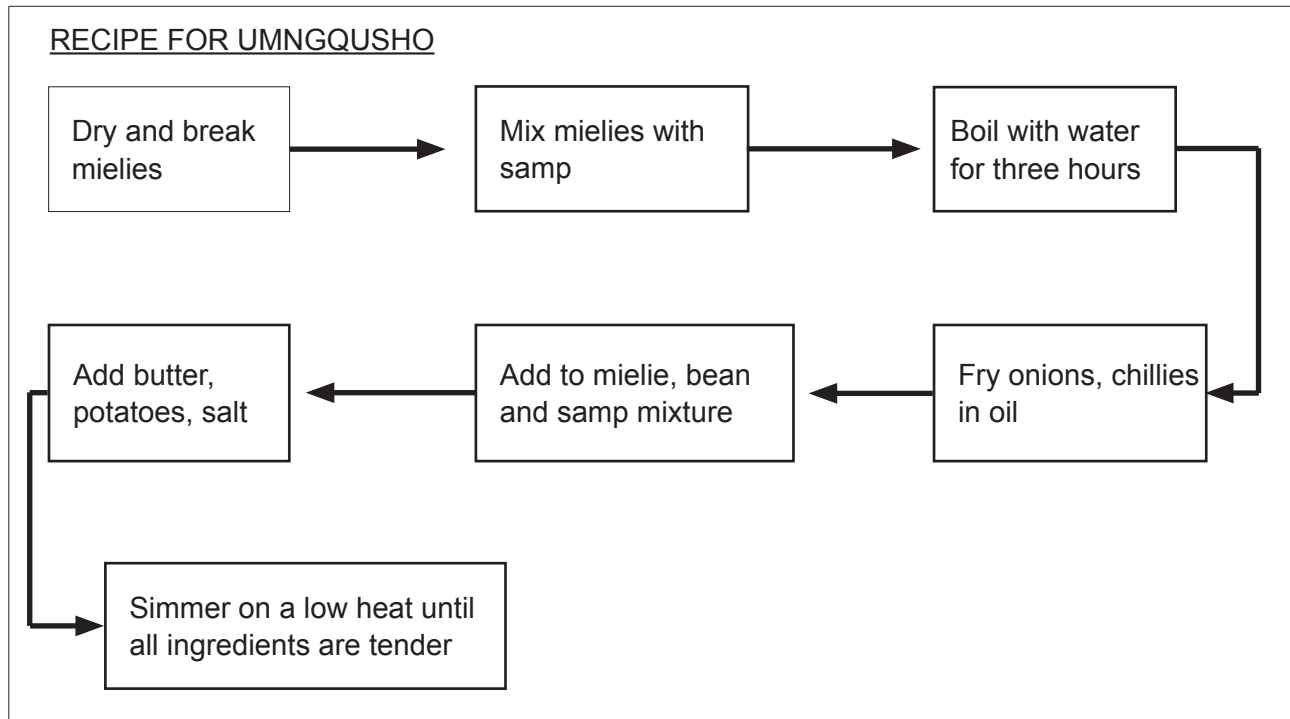 RECIPE FOR UMNGQUSHO
Dry and break
mielies
Mix mielies with
samp
Boil with water
for three hours
Fry onions, chillies
in oil
Add to mielie, bean
and samp mixture
Add butter,
potatoes, salt
Simmer on a low heat until
all ingredients are tender